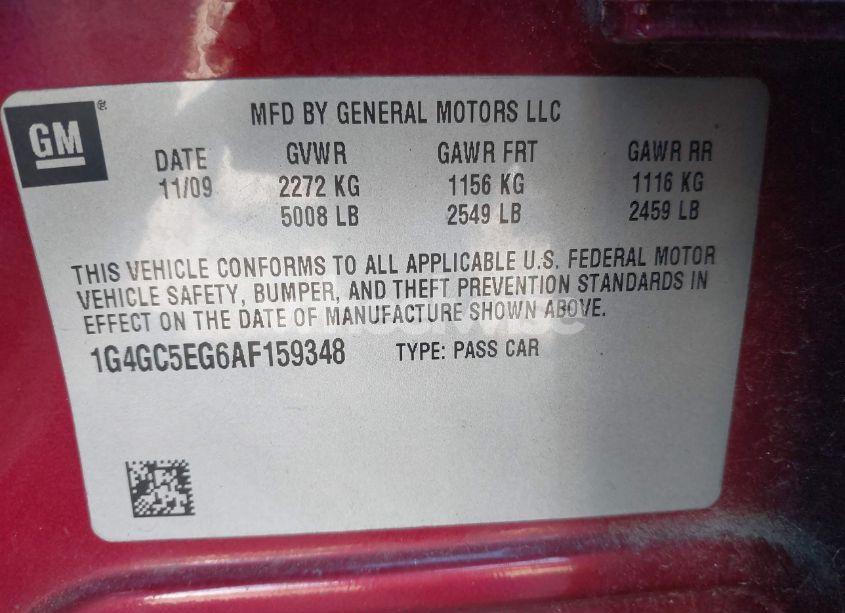 GM ®
MFD BY GENERAL MOTORS LLC
DATE GVWR GAWR FRT GAWR RR
11/09 2272 KG 1156 KG 1116 KG
5008 LB 2549 LB 2459 LB
THIS VEHICLE CONFORMS TO ALL APPLICABLE U.S. FEDERAL MOTOR
VEHICLE SAFETY, BUMPER, AND THEFT PREVENTION STANDARDS IN
EFFECT ON THE DATE OF MANUFACTURE SHOWN ABOVE.
1G4GC5EG6AF159348 TYPE: PASS CAR